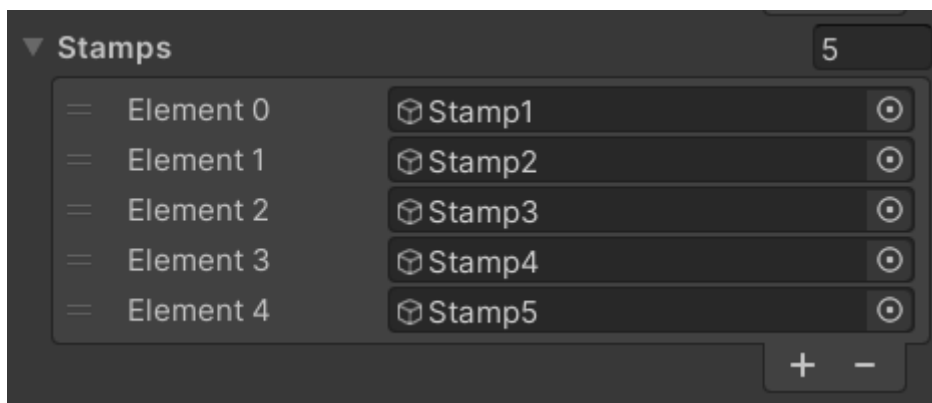 Stamps 5
Element 0 Stamp1
Element 1 Stamp2
Element 2 Stamp3
Element 3 Stamp4
Element 4 Stamp5
+ −